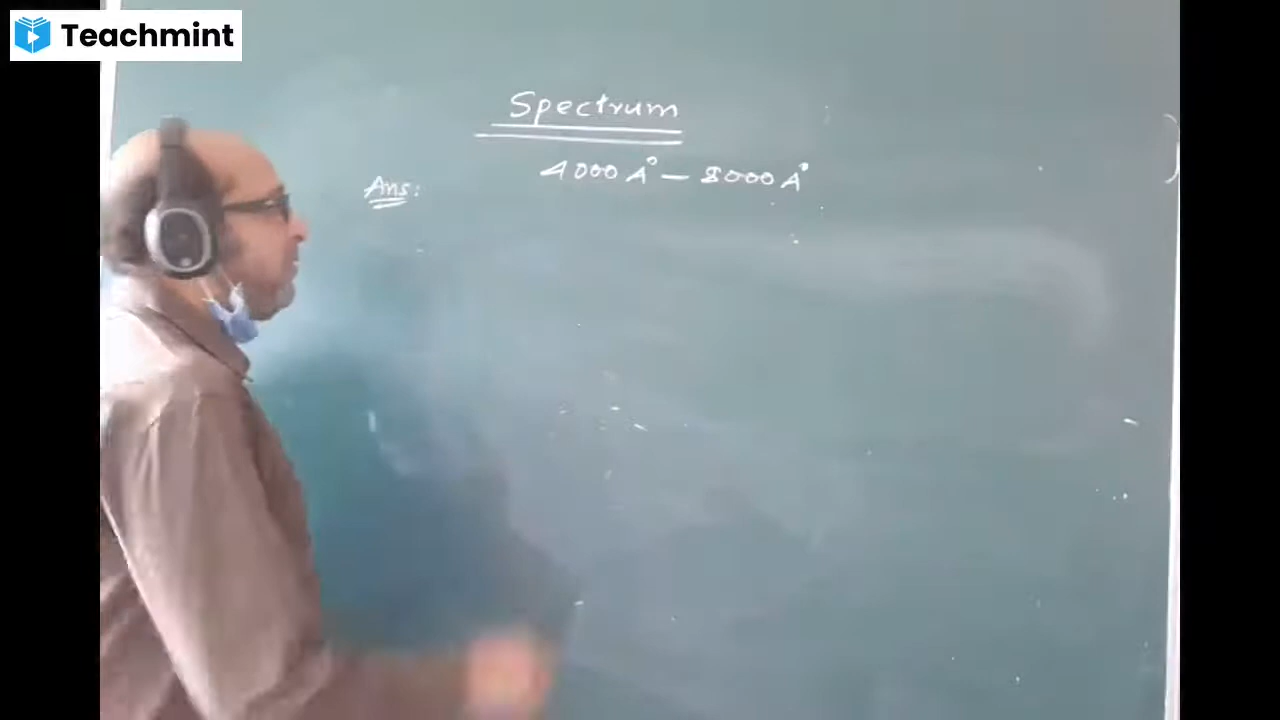 Teachmint
Spectrum
4000 A° — 8000 A°
Ans: